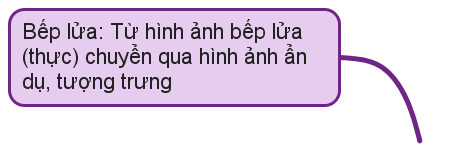 Bếp lửa: Từ hình ảnh bếp lửa
(thực) chuyển qua hình ảnh ẩn
dụ, tượng trưng